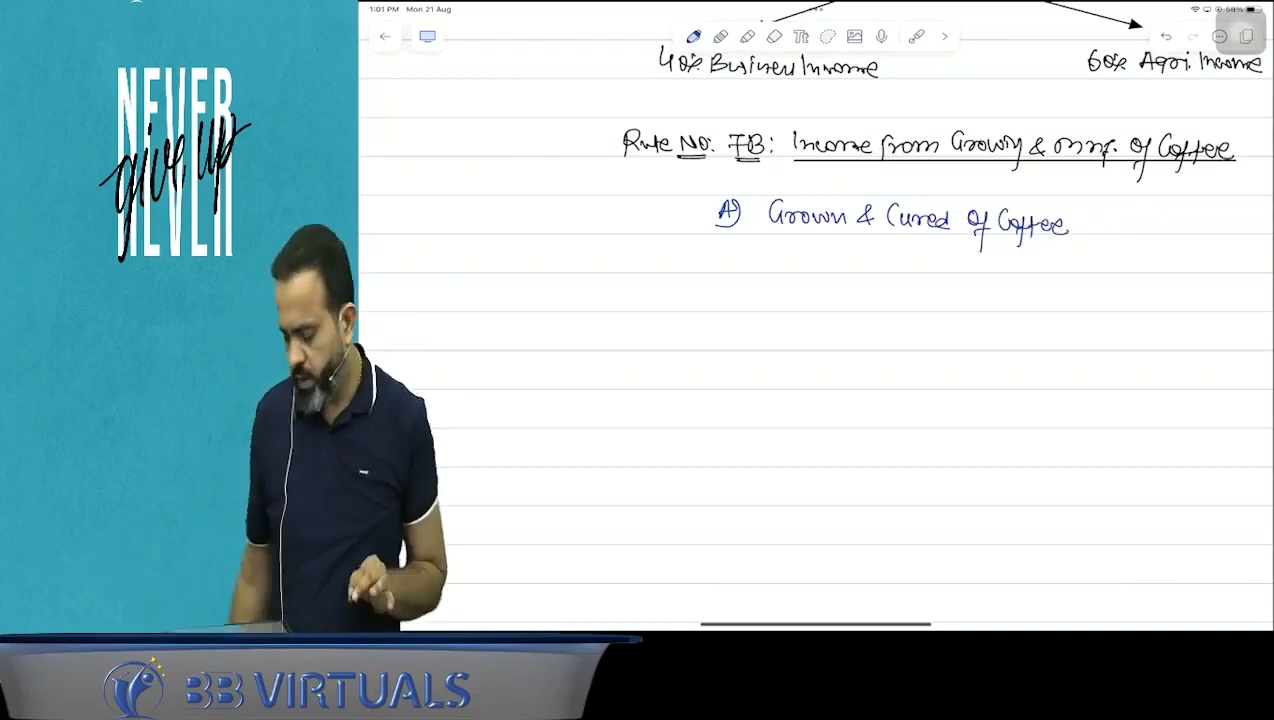 1:01 PM Mon 21 Aug
59%
40% Business Income
60% Agri. Income
NEVER
give up
NEVER
Rule No. 7B: Income from Growing & Mnf. of Coffee
A) Grown & Cured of Coffee
BB VIRTUALS